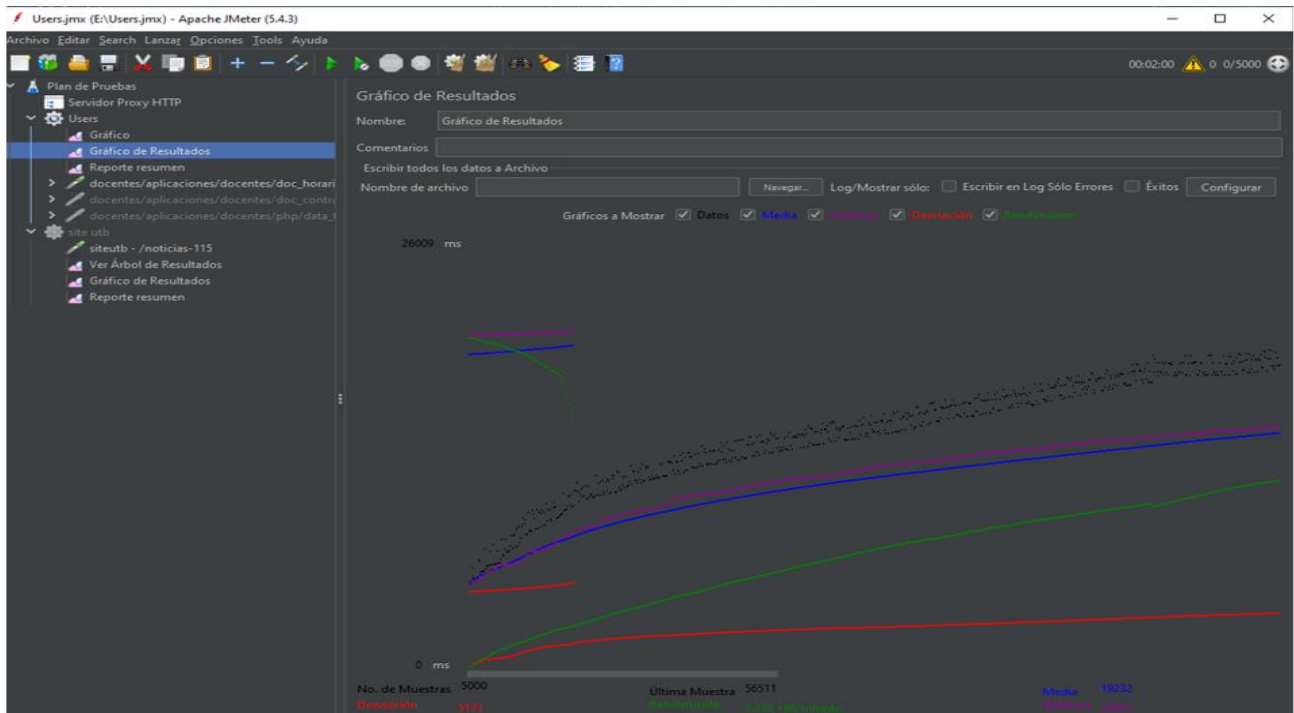 Users.jmx (E:\Users.jmx) - Apache JMeter (5.4.3)
Archivo Editar Search Lanzar Opciones Tools Ayuda
00:02:00 0 0/5000
Plan de Pruebas
Servidor Proxy HTTP
Users
Gráfico
Gráfico de Resultados
Reporte resumen
docentes/aplicaciones/docentes/doc_horari
docentes/aplicaciones/docentes/doc_contr
docentes/aplicaciones/docentes/php/data_
site utb
siteutb - /noticias-115
Ver Árbol de Resultados
Gráfico de Resultados
Reporte resumen
Gráfico de Resultados
Nombre: Gráfico de Resultados
Comentarios
Escribir todos los datos a Archivo
Nombre de archivo Navegar... Log/Mostrar sólo: Escribir en Log Sólo Errores Éxitos Configurar
Gráficos a Mostrar Datos Media Desviación Rendimiento
26009 ms
0 ms
No. de Muestras 5000 Última Muestra 56511 Media 19232
Desviación 5173 Rendimiento